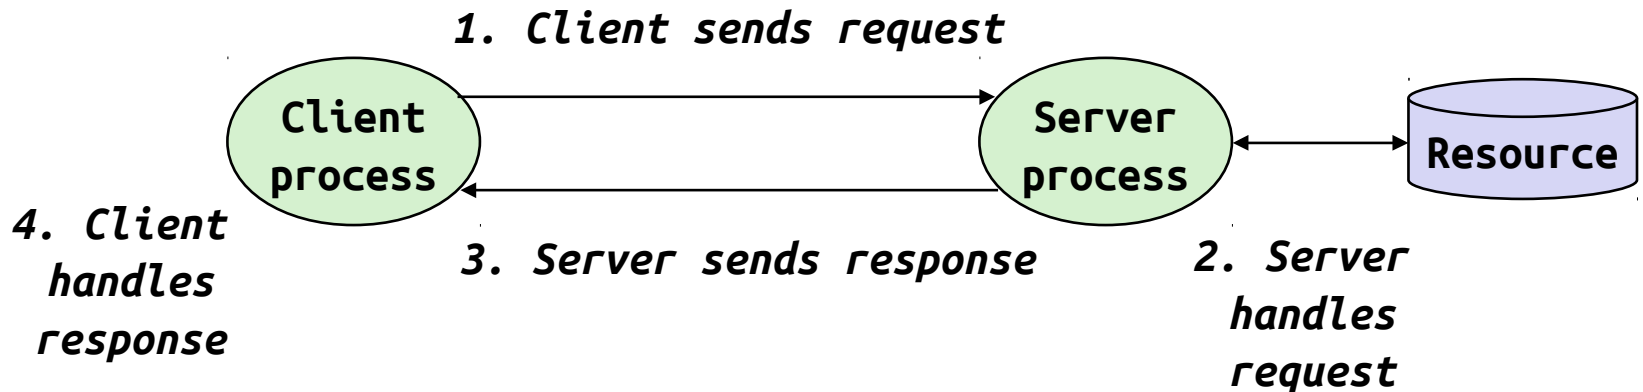 1. Client sends request
Client
process
Server
process
Resource
4. Client
handles
response
3. Server sends response
2. Server
handles
request